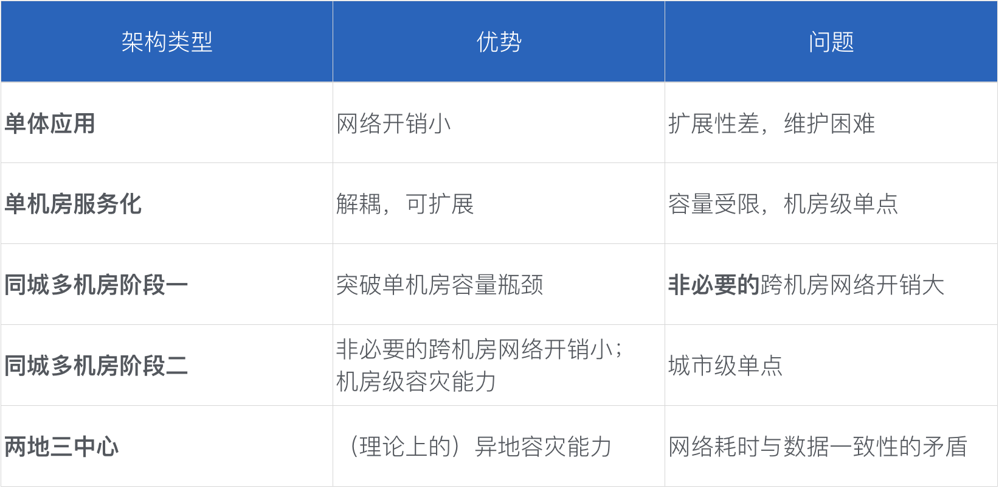 架构类型 优势 问题
单体应用 网络开销小 扩展性差，维护困难
单机房服务化 解耦，可扩展 容量受限，机房级单点
同城多机房阶段一 突破单机房容量瓶颈 非必要的跨机房网络开销大
同城多机房阶段二 非必要的跨机房网络开销小； 城市级单点
机房级容灾能力
两地三中心 （理论上的）异地容灾能力 网络耗时与数据一致性的矛盾